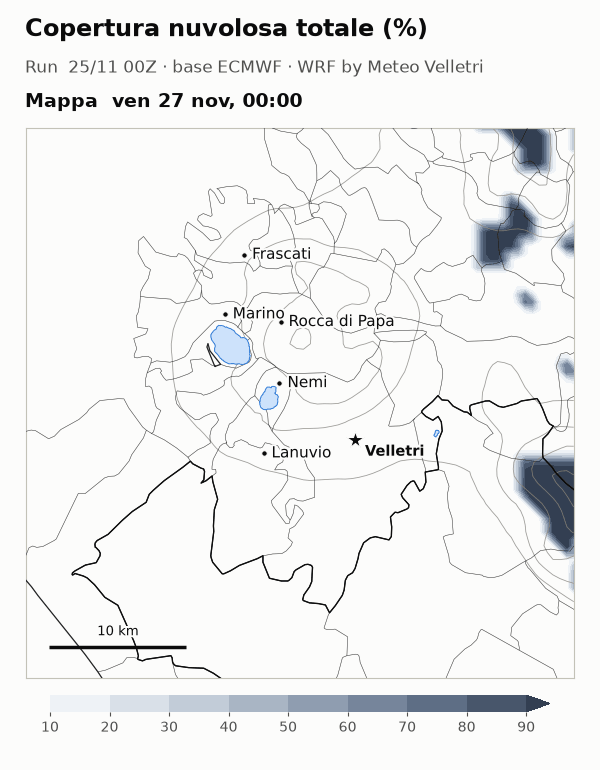 Copertura nuvolosa totale (%)
Run  25/11 00Z · base ECMWF · WRF by Meteo Velletri
Mappa  ven 27 nov, 00:00
Frascati
Marino
Rocca di Papa
Nemi
Velletri
Lanuvio
10 km
10 20 30 40 50 60 70 80 90